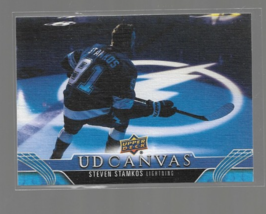 STAMKOS
91
UPPER
DECK
UD CANVAS
STEVEN STAMKOS LIGHTNING